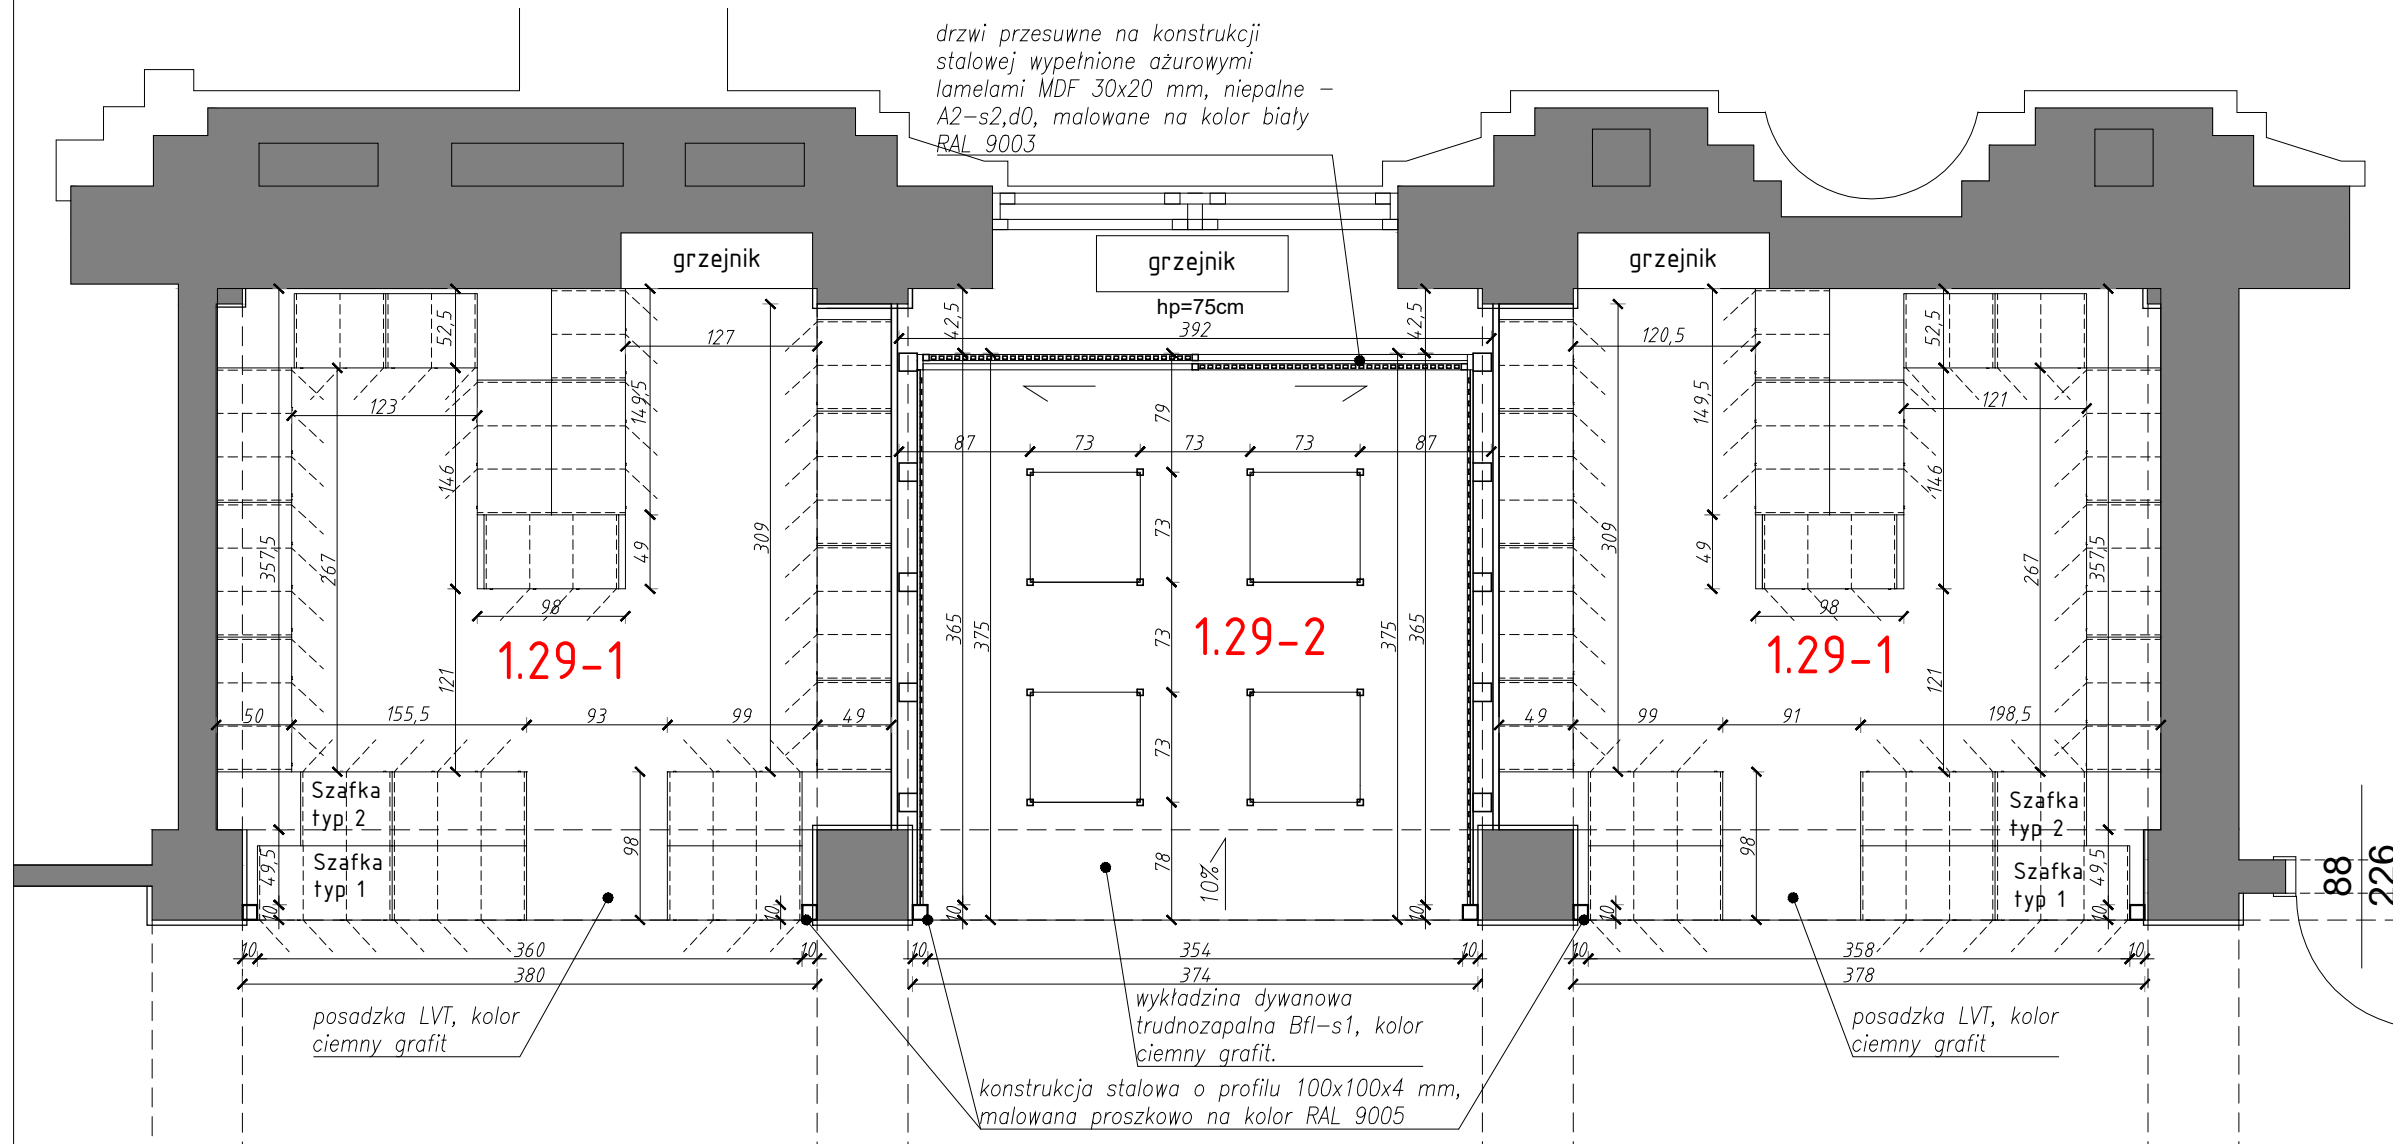 drzwi przesuwne na konstrukcji
stalowej wypełnione ażurowymi
lamelami MDF 30x20 mm, niepalne –
A2–s2,d0, malowane na kolor biały
RAL 9003
grzejnik
grzejnik
grzejnik
hp=75cm
392
42,5
42,5
52,5
127
149,5
123
146
309
357,5
267
49
98
121
1.29-1
50
155,5
93
99
49
Szafka
typ 2
Szafka
typ 1
98
49,5
10
10
10
360
10
380
79
87
73
73
73
87
73
73
73
78
365
375
375
365
1.29-2
10%
10
10
10
354
10
374
120,5
52,5
149,5
121
146
309
49
267
357,5
98
121
1.29-1
49
99
91
198,5
Szafka
typ 2
Szafka
typ 1
98
49,5
10
10
10
358
10
378
88
226
posadzka LVT, kolor
ciemny grafit
wykładzina dywanowa
trudnozapalna Bfl–s1, kolor
ciemny grafit.
posadzka LVT, kolor
ciemny grafit
konstrukcja stalowa o profilu 100x100x4 mm,
malowana proszkowo na kolor RAL 9005